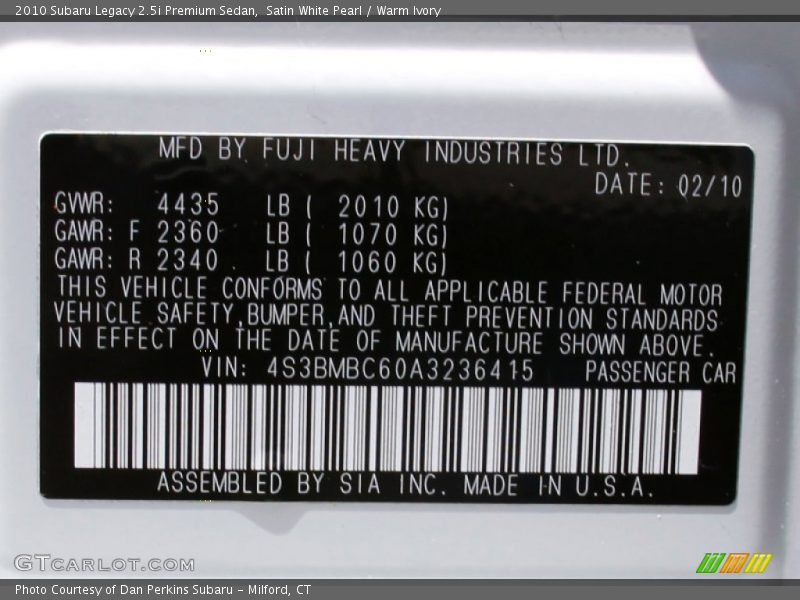 2010 Subaru Legacy 2.5i Premium Sedan,  Satin White Pearl / Warm Ivory
MFD BY FUJI HEAVY INDUSTRIES LTD.
DATE: 02/10
GVWR: 4435 LB ( 2010 KG)
GAWR: F 2360 LB ( 1070 KG)
GAWR: R 2340 LB ( 1060 KG)
THIS VEHICLE CONFORMS TO ALL APPLICABLE FEDERAL MOTOR
VEHICLE SAFETY,BUMPER,AND THEFT PREVENTION STANDARDS
IN EFFECT ON THE DATE OF MANUFACTURE SHOWN ABOVE.
VIN: 4S3BMBC60A3236415 PASSENGER CAR
ASSEMBLED BY SIA INC. MADE IN U.S.A.
GTCARLOT.COM
Photo Courtesy of Dan Perkins Subaru - Milford, CT